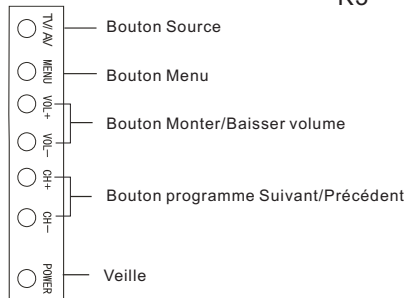 TV/AV
Bouton Source
MENU
Bouton Menu
VOL+
VOL—
Bouton Monter/Baisser volume
CH+
CH—
Bouton programme Suivant/Précédent
POWER
Veille